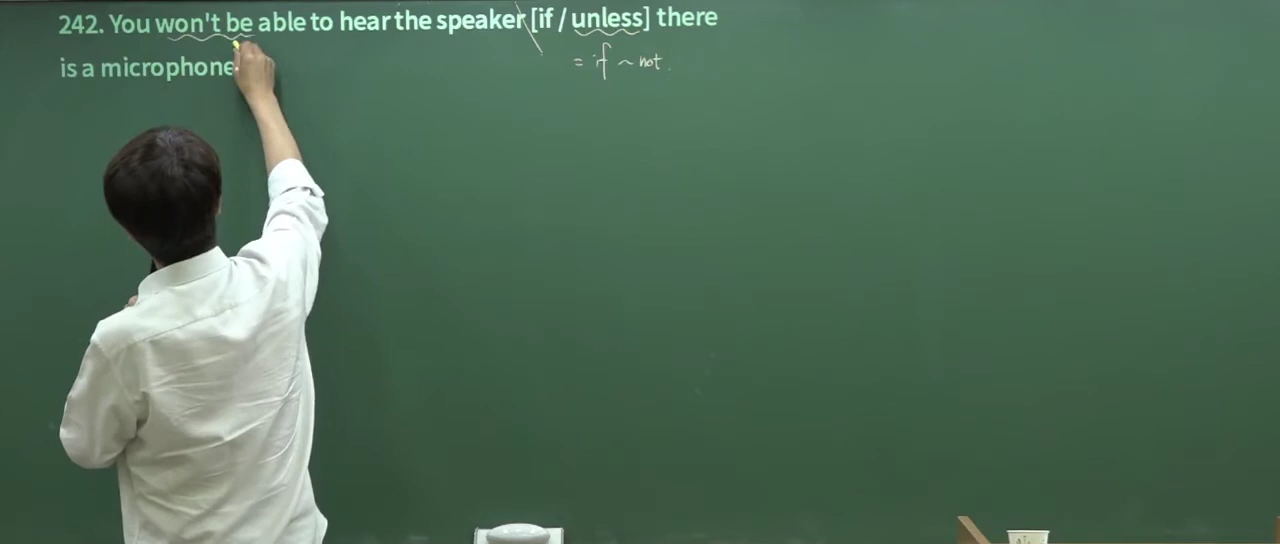 242. You won't be able to hear the speaker [if / unless] there
is a microphone
= if ~ not.